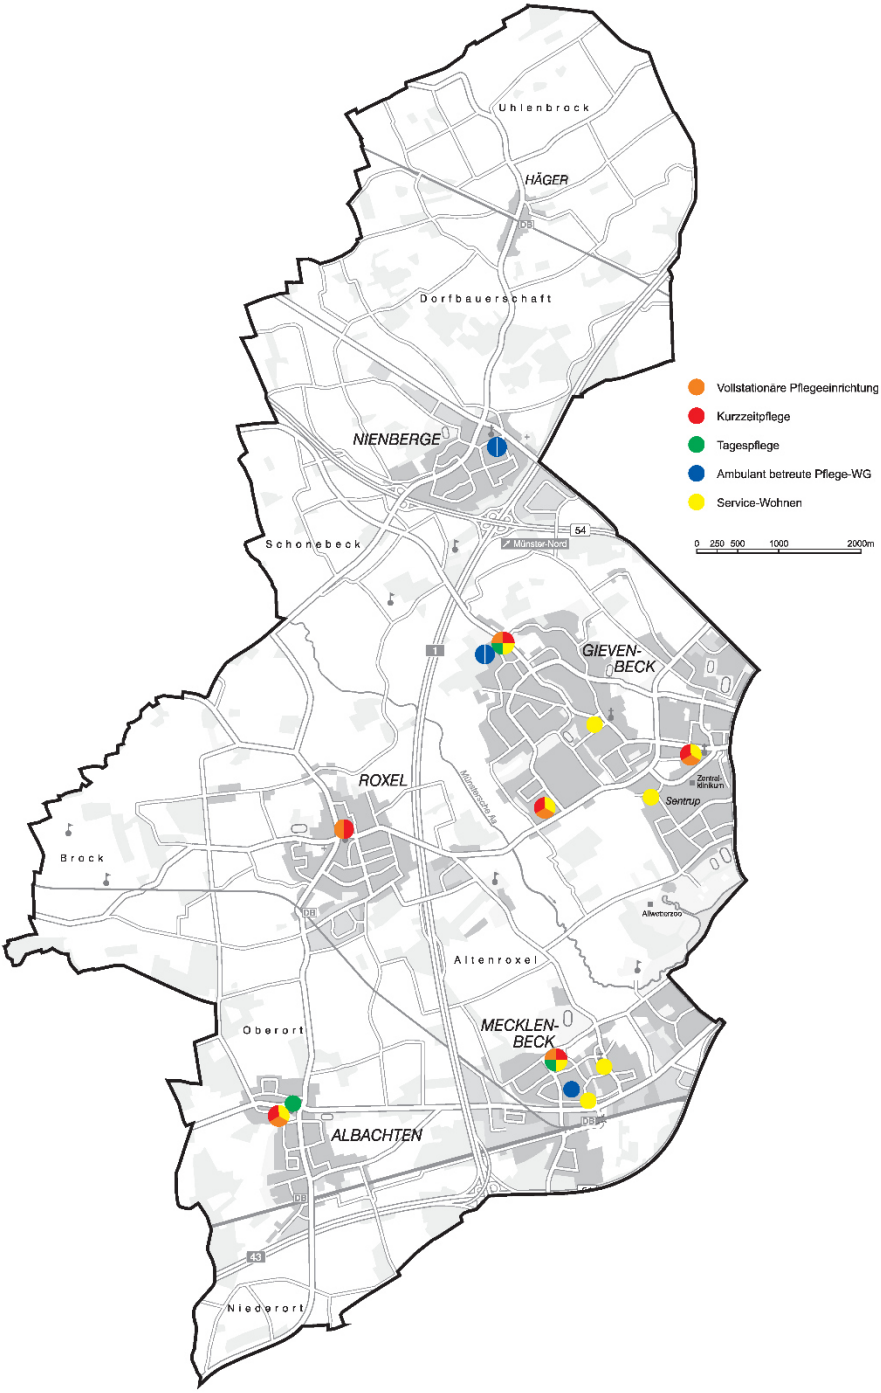 Uhlenbrock
HÄGER
DB
Dorfbauerschaft
Vollstationäre Pflegeeinrichtung
Kurzzeitpflege
Tagespflege
Ambulant betreute Pflege-WG
Service-Wohnen
0 250 500 1000 2000m
NIENBERGE
54
Schonebeck
Münster-Nord
1
GIEVEN-
BECK
ROXEL
Münstersche Aa
Zentral-
klinikum
Sentrup
Brock
DB
Allwetterzoo
Altenroxel
Oberort
MECKLEN-
BECK
DB
ALBACHTEN
DB
43
Niederort